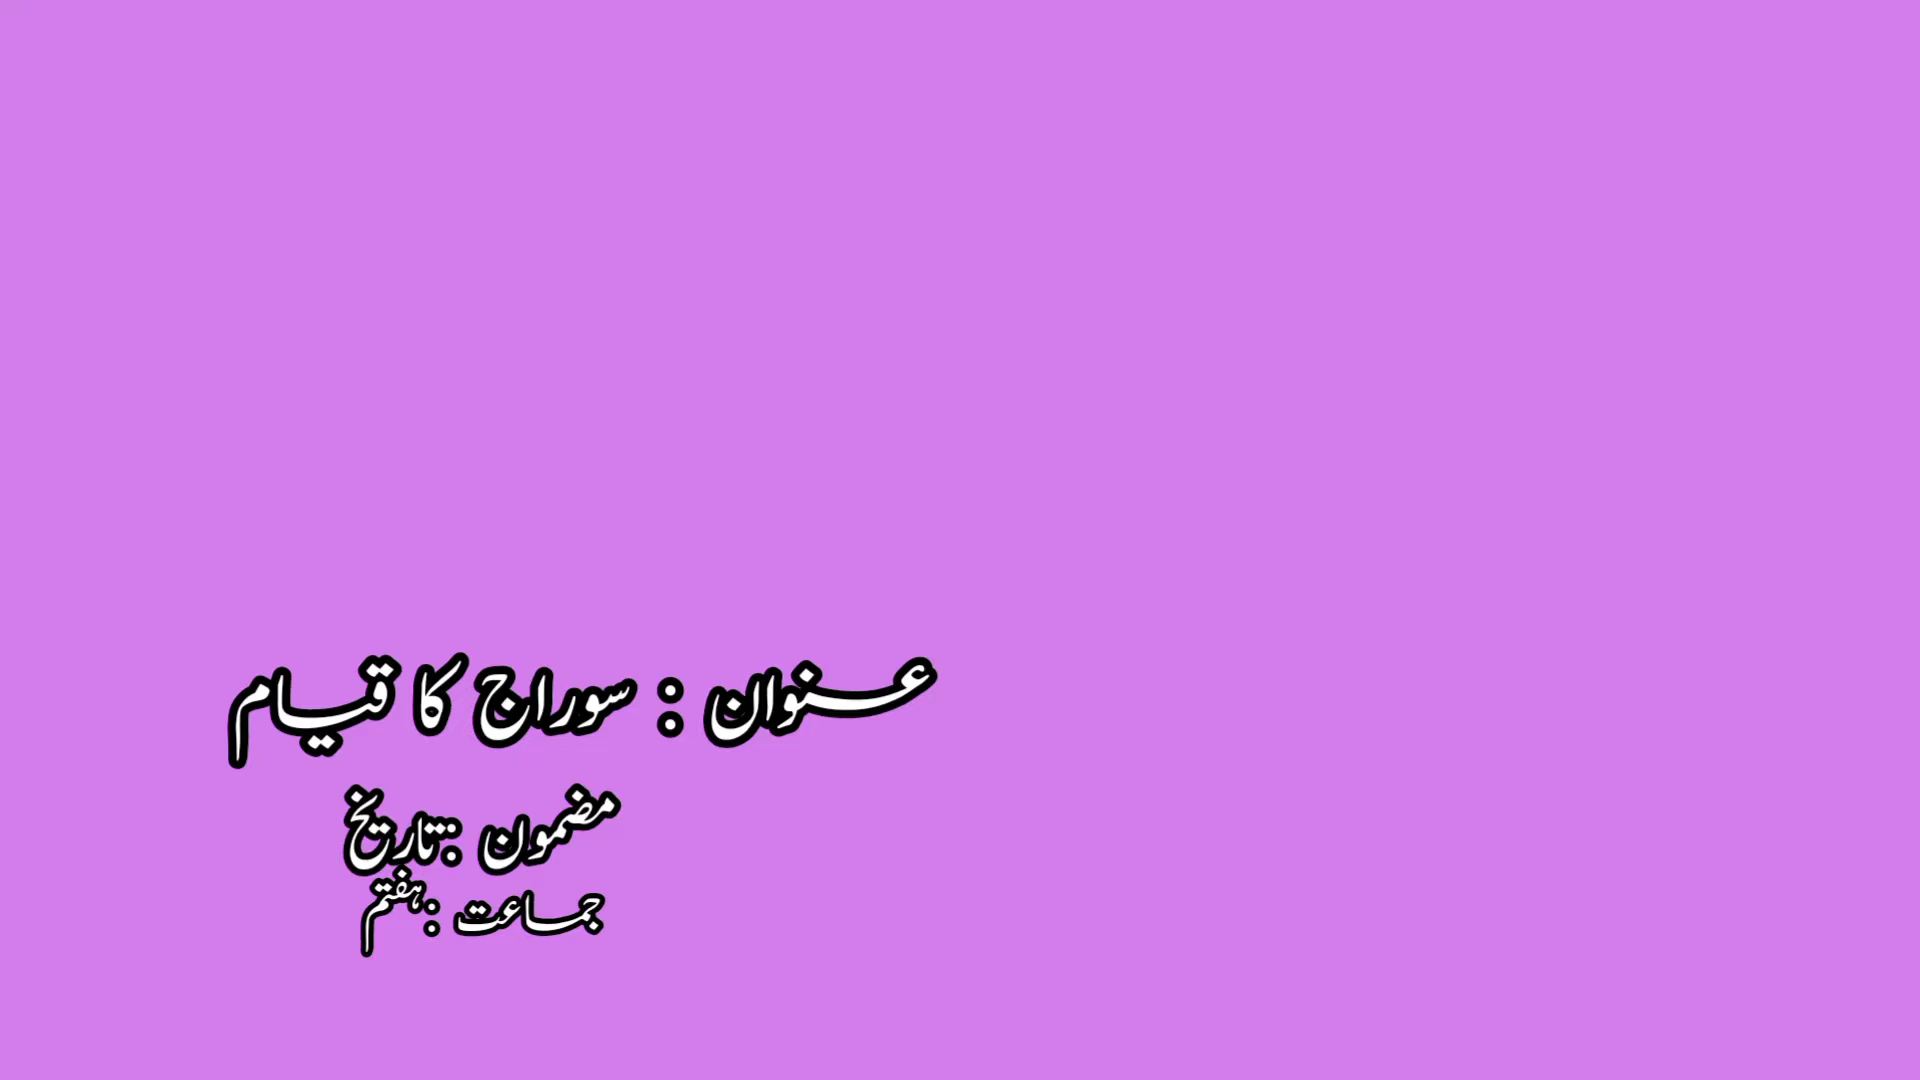 عنوان : سوراج کا قیام
مضمون :تاریخ
جماعت :ہفتم